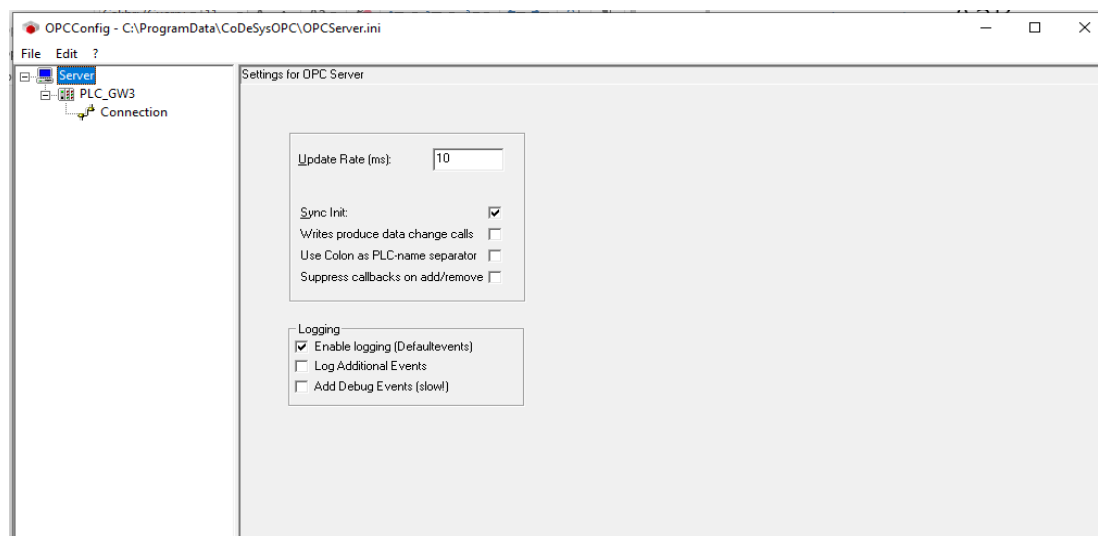 OPCConfig - C:\ProgramData\CoDeSysOPC\OPCServer.ini
File Edit ?
Server
PLC_GW3
Connection
Settings for OPC Server
Update Rate (ms): 10
Sync Init:
Writes produce data change calls
Use Colon as PLC-name separator
Suppress callbacks on add/remove
Logging
Enable logging (Defaultevents)
Log Additional Events
Add Debug Events (slow!)